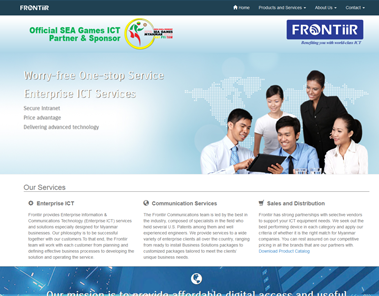 FRONTiiR
Home Products and Services About Us Contact
Official SEA Games ICT
Partner & Sponsor
FRONTiiR
Benefiting you with world-class ICT
Worry-free One-stop Service
Enterprise ICT Services
Secure Intranet
Price advantage
Delivering advanced technology
Our Services
Enterprise ICT
Frontiir provides Enterprise Information &
Communications Technology (Enterprise ICT) services
and solutions especially designed for Myanmar
businesses. Our philosophy is to be successful
together with our customers. To that end, the Frontiir
team will work with each customer from planning and
defining effective business processes to developing the
solution and operating the service.
Communication Services
The Frontiir Communications team is led by the best in
the industry, composed of specialists in the field who
held several U.S. Patents among them and well
experienced engineers. We provide services to a wide
variety of enterprise clients all over the country, ranging
from ready to install Business Solutions packages to
customized packages tailored to meet the clients'
unique business needs.
Sales and Distribution
Frontiir has strong partnerships with selective vendors
to support your ICT equipment needs. We seek out the
best performing device in each category and apply our
criteria of whether it is the right match for Myanmar
companies. You can rest assured on our competitive
pricing in all the brands that are our partners with.
Download Product Catalog
Our mission is to provide affordable digital access and useful